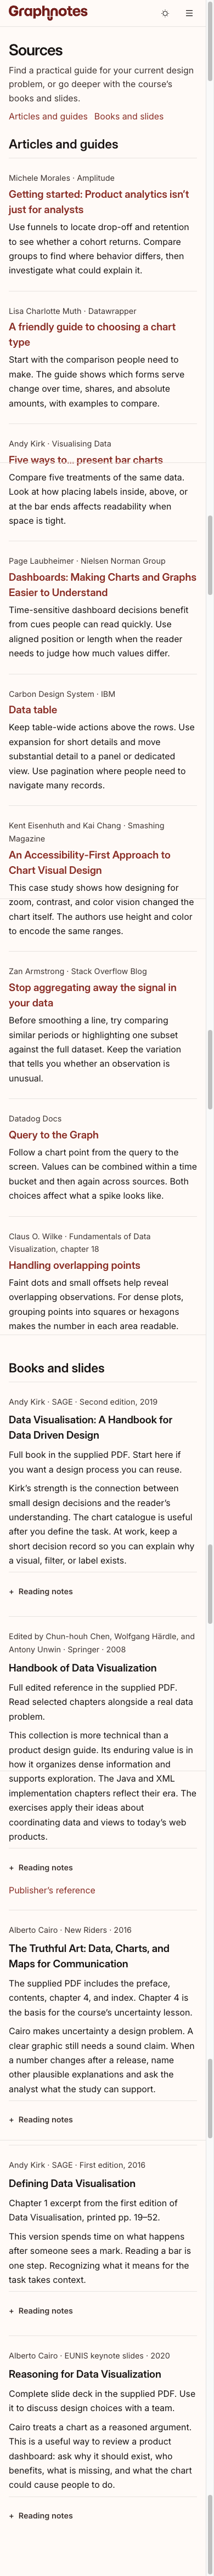 Graphnotes
Sources
Find a practical guide for your current design
problem, or go deeper with the course's
books and slides.
Articles and guides Books and slides
Articles and guides
Michele Morales · Amplitude
Getting started: Product analytics isn't
just for analysts
Use funnels to locate drop-off and retention
to see whether a cohort returns. Compare
groups to find where behavior differs, then
investigate what could explain it.
Lisa Charlotte Muth · Datawrapper
A friendly guide to choosing a chart
type
Start with the comparison people need to
make. The guide shows which forms serve
change over time, shares, and absolute
amounts, with examples to compare.
Andy Kirk · Visualising Data
Five ways to... present bar charts
Compare five treatments of the same data.
Look at how placing labels inside, above, or
at the bar ends affects readability when
space is tight.
Page Laubheimer · Nielsen Norman Group
Dashboards: Making Charts and Graphs
Easier to Understand
Time-sensitive dashboard decisions benefit
from cues people can read quickly. Use
aligned position or length when the reader
needs to judge how much values differ.
Carbon Design System · IBM
Data table
Keep table-wide actions above the rows. Use
expansion for short details and move
substantial detail to a panel or dedicated
view. Use pagination where people need to
navigate many records.
Kent Eisenhuth and Kai Chang · Smashing
Magazine
An Accessibility-First Approach to
Chart Visual Design
This case study shows how designing for
zoom, contrast, and color vision changed the
chart itself. The authors use height and color
to encode the same ranges.
Zan Armstrong · Stack Overflow Blog
Stop aggregating away the signal in
your data
Before smoothing a line, try comparing
similar periods or highlighting one subset
against the full dataset. Keep the variation
that tells you whether an observation is
unusual.
Datadog Docs
Query to the Graph
Follow a chart point from the query to the
screen. Values can be combined within a time
bucket and then again across sources. Both
choices affect what a spike looks like.
Claus O. Wilke · Fundamentals of Data
Visualization, chapter 18
Handling overlapping points
Faint dots and small offsets help reveal
overlapping observations. For dense plots,
grouping points into squares or hexagons
makes the number in each area readable.
Books and slides
Andy Kirk · SAGE · Second edition, 2019
Data Visualisation: A Handbook for
Data Driven Design
Full book in the supplied PDF. Start here if
you want a design process you can reuse.
Kirk's strength is the connection between
small design decisions and the reader's
understanding. The chart catalogue is useful
after you define the task. At work, keep a
short decision record so you can explain why
a visual, filter, or label exists.
+ Reading notes
Edited by Chun-houh Chen, Wolfgang Härdle, and
Antony Unwin · Springer · 2008
Handbook of Data Visualization
Full edited reference in the supplied PDF.
Read selected chapters alongside a real data
problem.
This collection is more technical than a
product design guide. Its enduring value is in
how it organizes dense information and
supports exploration. The Java and XML
implementation chapters reflect their era. The
exercises apply their ideas about
coordinating data and views to today's web
products.
+ Reading notes
Publisher's reference
Alberto Cairo · New Riders · 2016
The Truthful Art: Data, Charts, and
Maps for Communication
The supplied PDF includes the preface,
contents, chapter 4, and index. Chapter 4 is
the basis for the course's uncertainty lesson.
Cairo makes uncertainty a design problem. A
clear graphic still needs a sound claim. When
a number changes after a release, name
other plausible explanations and ask the
analyst what the study can support.
+ Reading notes
Andy Kirk · SAGE · First edition, 2016
Defining Data Visualisation
Chapter 1 excerpt from the first edition of
Data Visualisation, printed pp. 19–52.
This version spends time on what happens
after someone sees a mark. Reading a bar is
one step. Recognizing what it means for the
task takes context.
+ Reading notes
Alberto Cairo · EUNIS keynote slides · 2020
Reasoning for Data Visualization
Complete slide deck in the supplied PDF. Use
it to discuss design choices with a team.
Cairo treats a chart as a reasoned argument.
This is a useful way to review a product
dashboard: ask why it should exist, who
benefits, what is missing, and what the chart
could cause people to do.
+ Reading notes